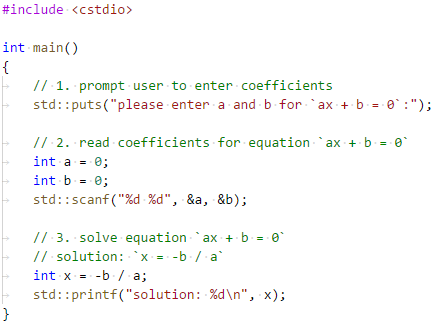 #include <cstdio>
int main()
{
// 1. prompt user to enter coefficients
std::puts("please enter a and b for `ax + b = 0`:");
// 2. read coefficients for equation `ax + b = 0`
int a = 0;
int b = 0;
std::scanf("%d %d", &a, &b);
// 3. solve equation `ax + b = 0`
// solution: `x = -b / a`
int x = -b / a;
std::printf("solution: %d\n", x);
}